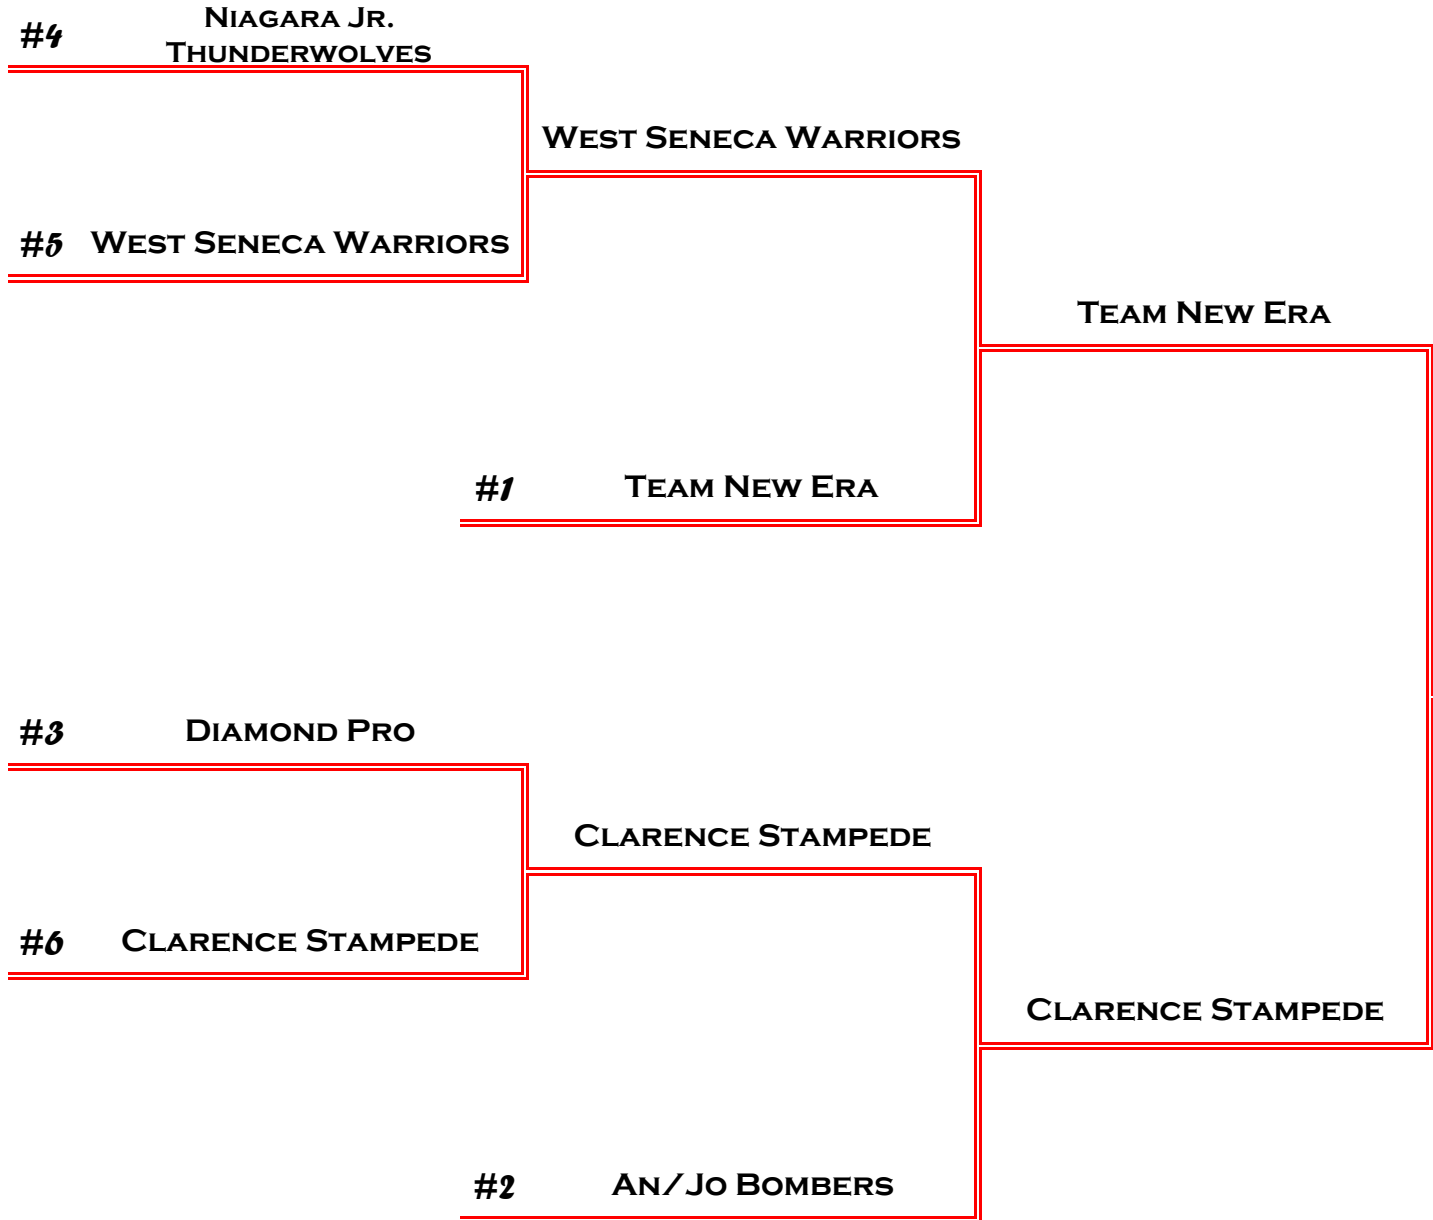 #4 Niagara Jr.
Thunderwolves
West Seneca Warriors
#5 West Seneca Warriors
Team New Era
#1 Team New Era
#3 Diamond Pro
Clarence Stampede
#6 Clarence Stampede
Clarence Stampede
#2 An/Jo Bombers